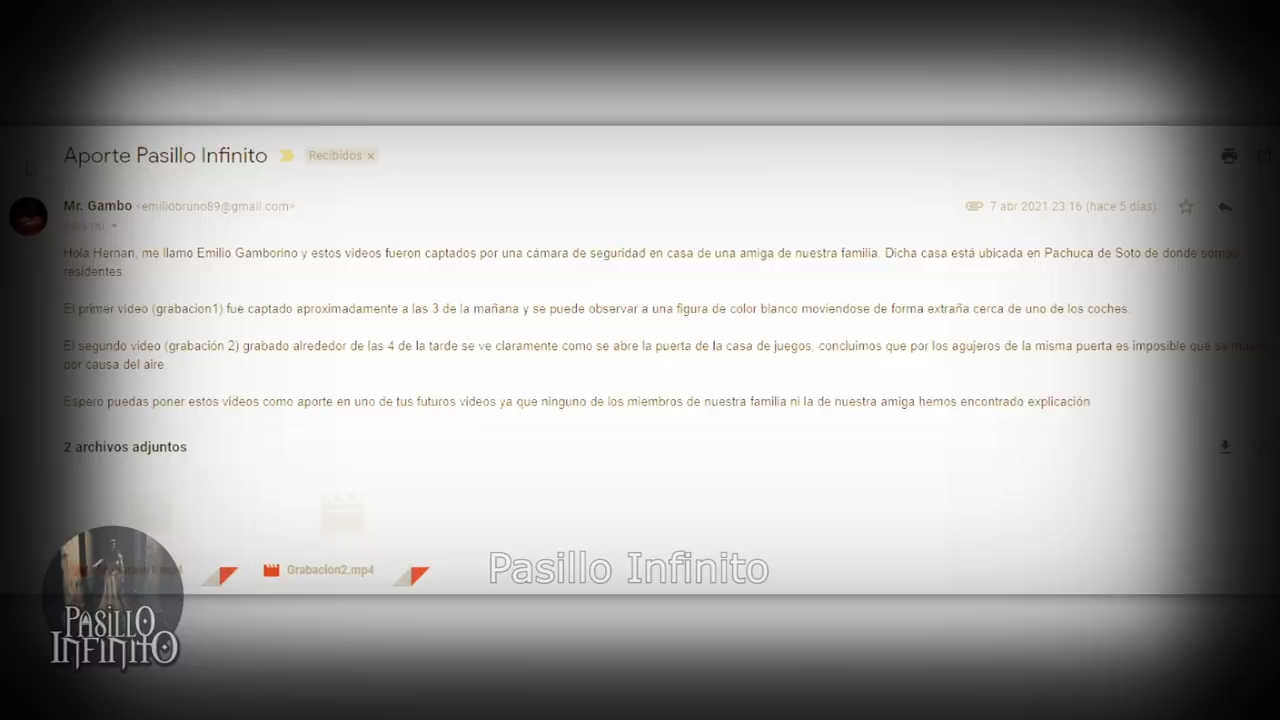 Aporte Pasillo Infinito Recibidos x
Mr. Gambo <emiliobruno89@gmail.com> 7 abr 2021 23:16 (hace 5 días)
Hola Hernan, me llamo Emilio Gamborino y estos videos fueron captados por una cámara de seguridad en casa de una amiga de nuestra familia. Dicha casa está ubicada en Pachuca de Soto de donde somos
residentes.
El primer video (grabacion1) fue captado aproximadamente a las 3 de la mañana y se puede observar a una figura de color blanco moviendose de forma extraña cerca de uno de los coches.
El segundo video (grabación 2) grabado alrededor de las 4 de la tarde se ve claramente como se abre la puerta de la casa de juegos, concluimos que por los agujeros de la misma puerta es imposible que se
por causa del aire.
Espero puedas poner estos videos como aporte en uno de tus futuros videos ya que ninguno de los miembros de nuestra familia ni la de nuestra amiga hemos encontrado explicación
2 archivos adjuntos
Grabacion2.mp4
Pasillo Infinito
PASILLO
INFINITO